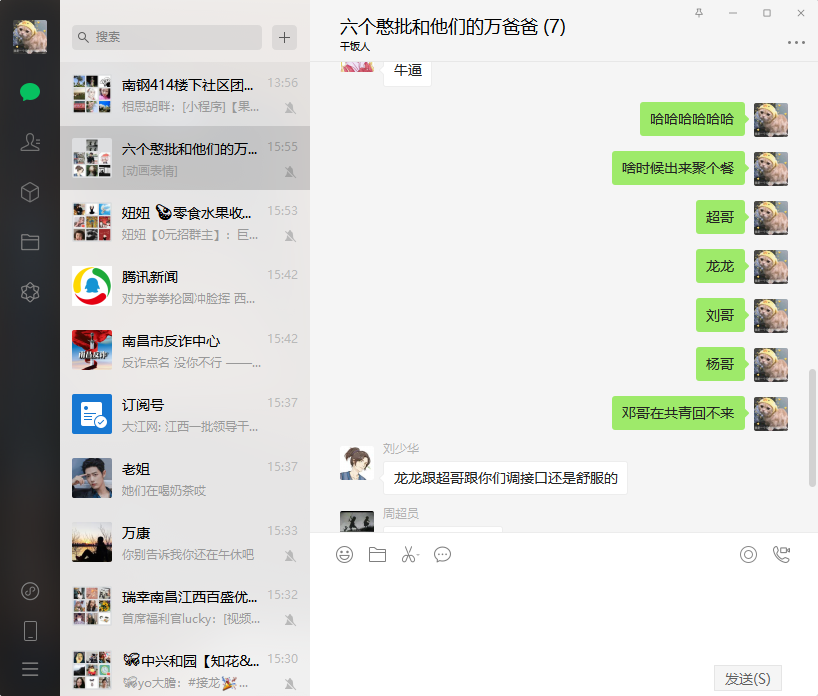 搜索
南钢414楼下社区团...
13:56
相思胡畔：[小程序]【果...
六个憨批和他们的万...
15:55
[动画表情]
妞妞 零食水果收...
15:53
妞妞【0元招群主】：巨...
腾讯新闻
15:42
对方拳拳抡圆冲脸挥 西...
南昌市反诈中心
15:42
反诈点名 没你不行 ——...
订阅号
15:37
大江网: 江西一批领导干...
老姐
15:37
她们在喝奶茶哎
万康
15:33
你别告诉我你还在午休吧
瑞幸南昌江西百盛优...
15:32
首席福利官lucky：[视频...
中兴和园【知花&...
15:30
yo大膽：#接龙...
六个憨批和他们的万爸爸 (7)
干饭人
牛逼
哈哈哈哈哈哈
啥时候出来聚个餐
超哥
龙龙
刘哥
杨哥
邓哥在共青回不来
刘少华
龙龙跟超哥跟你们调接口还是舒服的
周超员
发送(S)